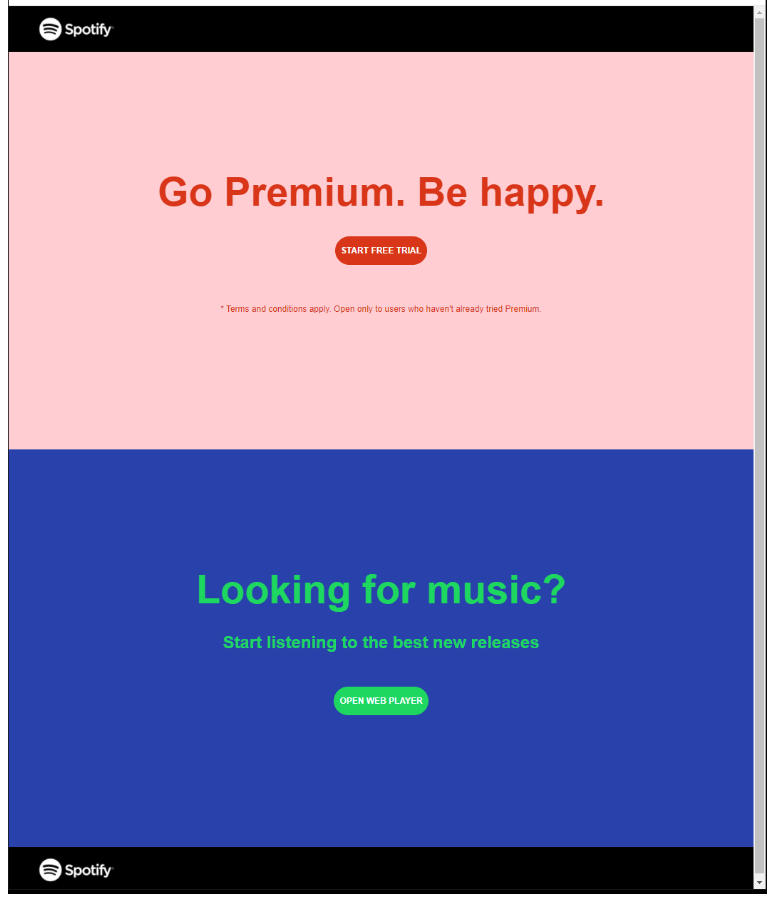 Spotify
Go Premium. Be happy.
START FREE TRIAL
* Terms and conditions apply. Open only to users who haven't already tried Premium.
Looking for music?
Start listening to the best new releases
OPEN WEB PLAYER
Spotify